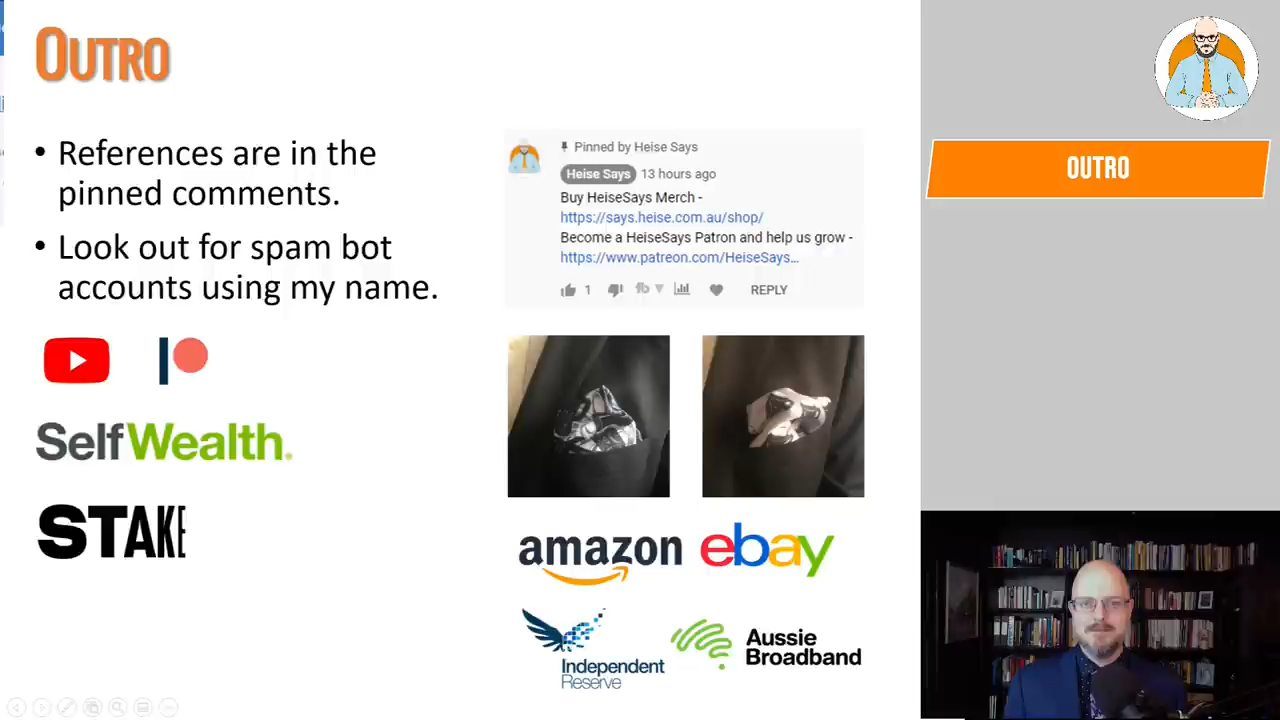 OUTRO
• References are in the
pinned comments.
• Look out for spam bot
accounts using my name.
SelfWealth.
STAKE
Pinned by Heise Says
Heise Says 13 hours ago
Buy HeiseSays Merch -
https://says.heise.com.au/shop/
Become a HeiseSays Patron and help us grow -
https://www.patreon.com/HeiseSays...
1 REPLY
amazon ebay
Independent
Reserve
Aussie
Broadband
OUTRO